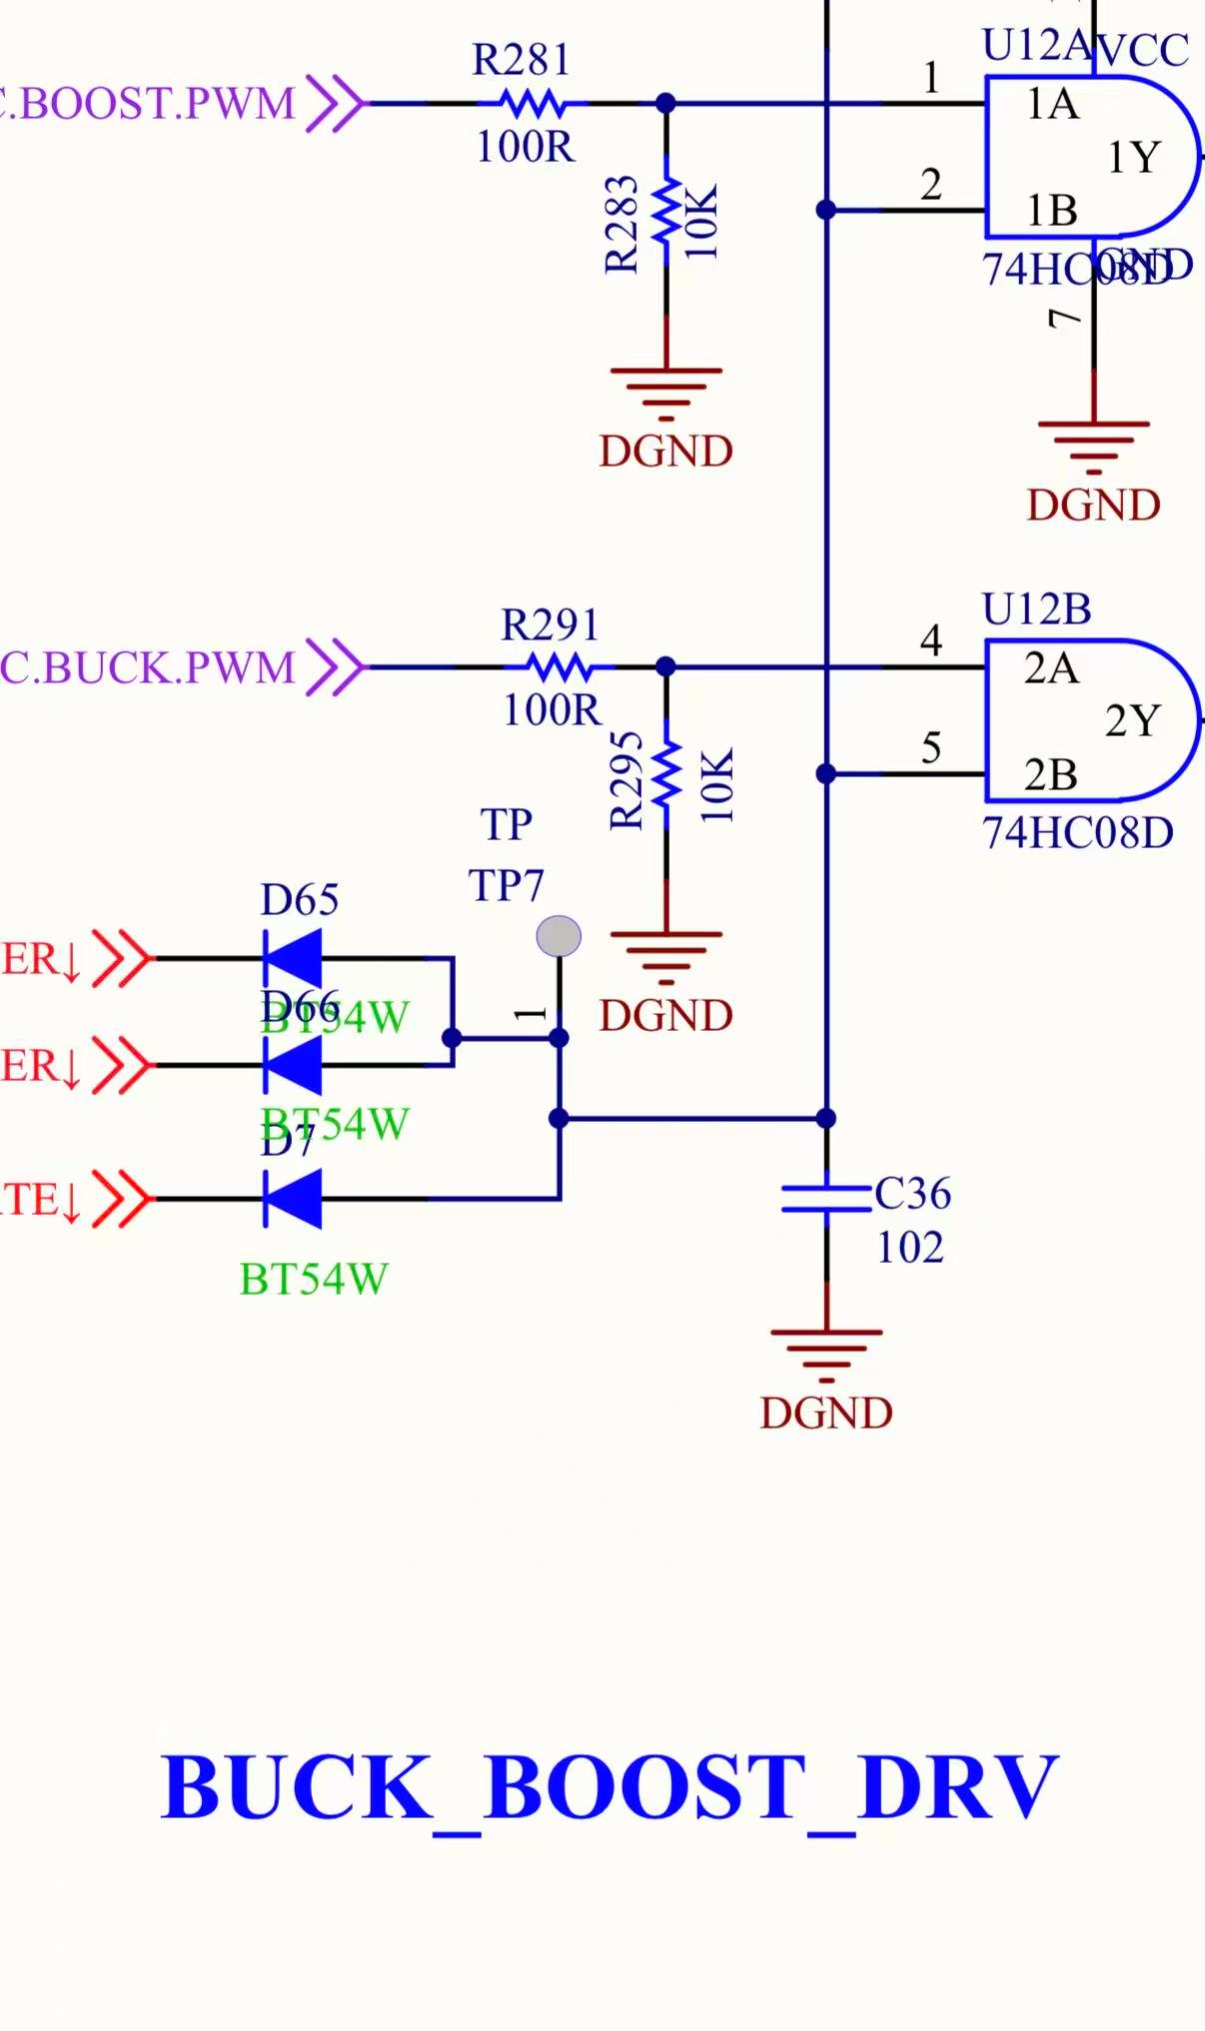 R281
U12A
VCC
C.BOOST.PWM
100R
1
1A
1Y
2
1B
R283
10K
74HC08D
GND
7
DGND
DGND
R291
U12B
C.BUCK.PWM
100R
4
2A
2Y
5
2B
R295
10K
74HC08D
TP
TP7
D65
ER↓
BT54W
1
DGND
D66
ER↓
BT54W
D7
TE↓
BT54W
C36
102
DGND
BUCK_BOOST_DRV